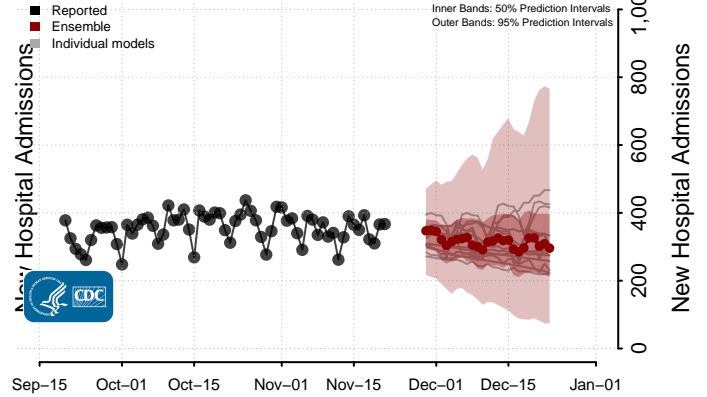 Reported
Ensemble
Individual models
Inner Bands: 50% Prediction Intervals
Outer Bands: 95% Prediction Intervals
New Hospital Admissions
New Hospital Admissions
800
600
400
200
0
CDC
Sep–15
Oct–01
Oct–15
Nov–01
Nov–15
Dec–01
Dec–15
Jan–01